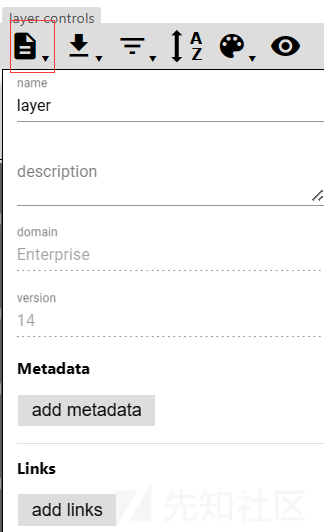 layer controls
A
Z
name
layer
description
domain
Enterprise
version
14
Metadata
add metadata
Links
add links
先知社区